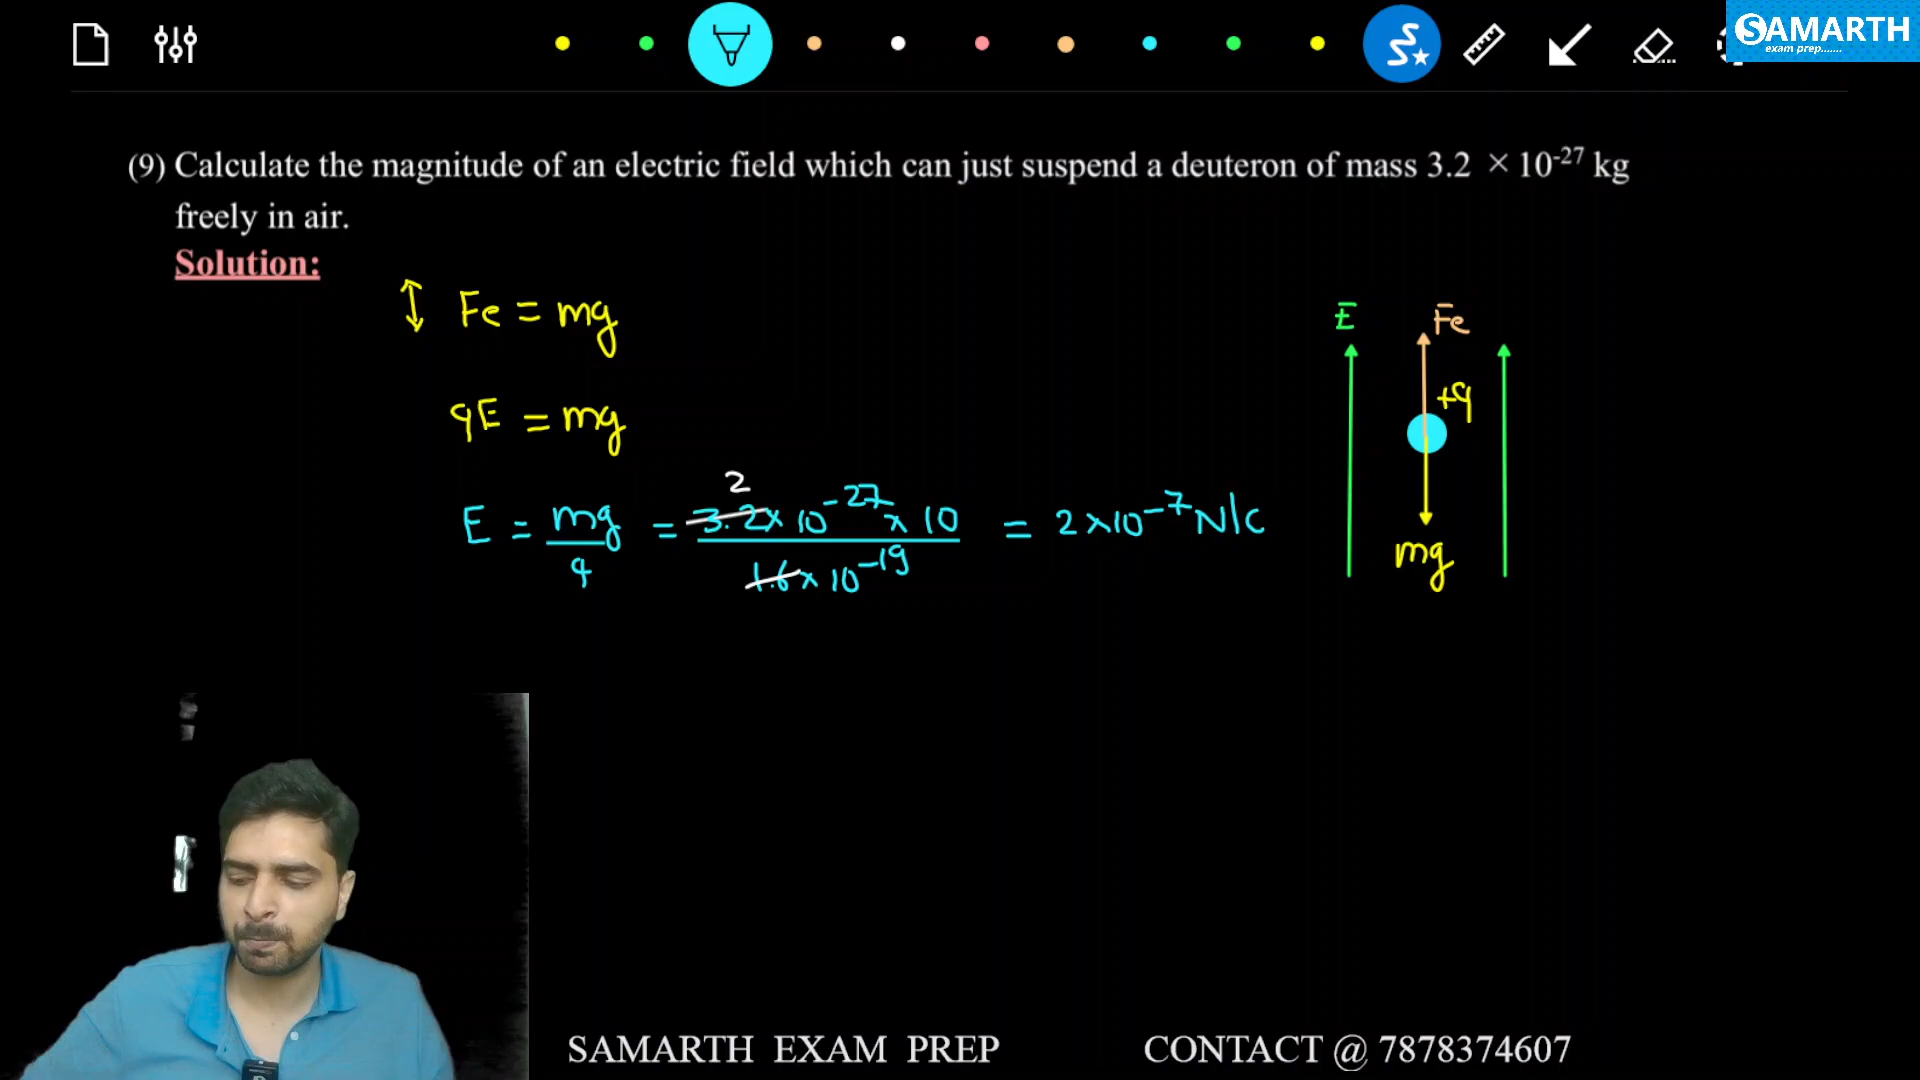 SAMARTH
exam prep.......
(9) Calculate the magnitude of an electric field which can just suspend a deuteron of mass 3.2 × 10⁻²⁷ kg
freely in air.
Solution:
↕ Fe = mg
qE = mg
E = mg/q = 3.2 × 10⁻²⁷ × 10 / 1.6 × 10⁻¹⁹ = 2 × 10⁻⁷ N/C
2
E
Fe
+q
mg
SAMARTH EXAM PREP
CONTACT @ 7878374607